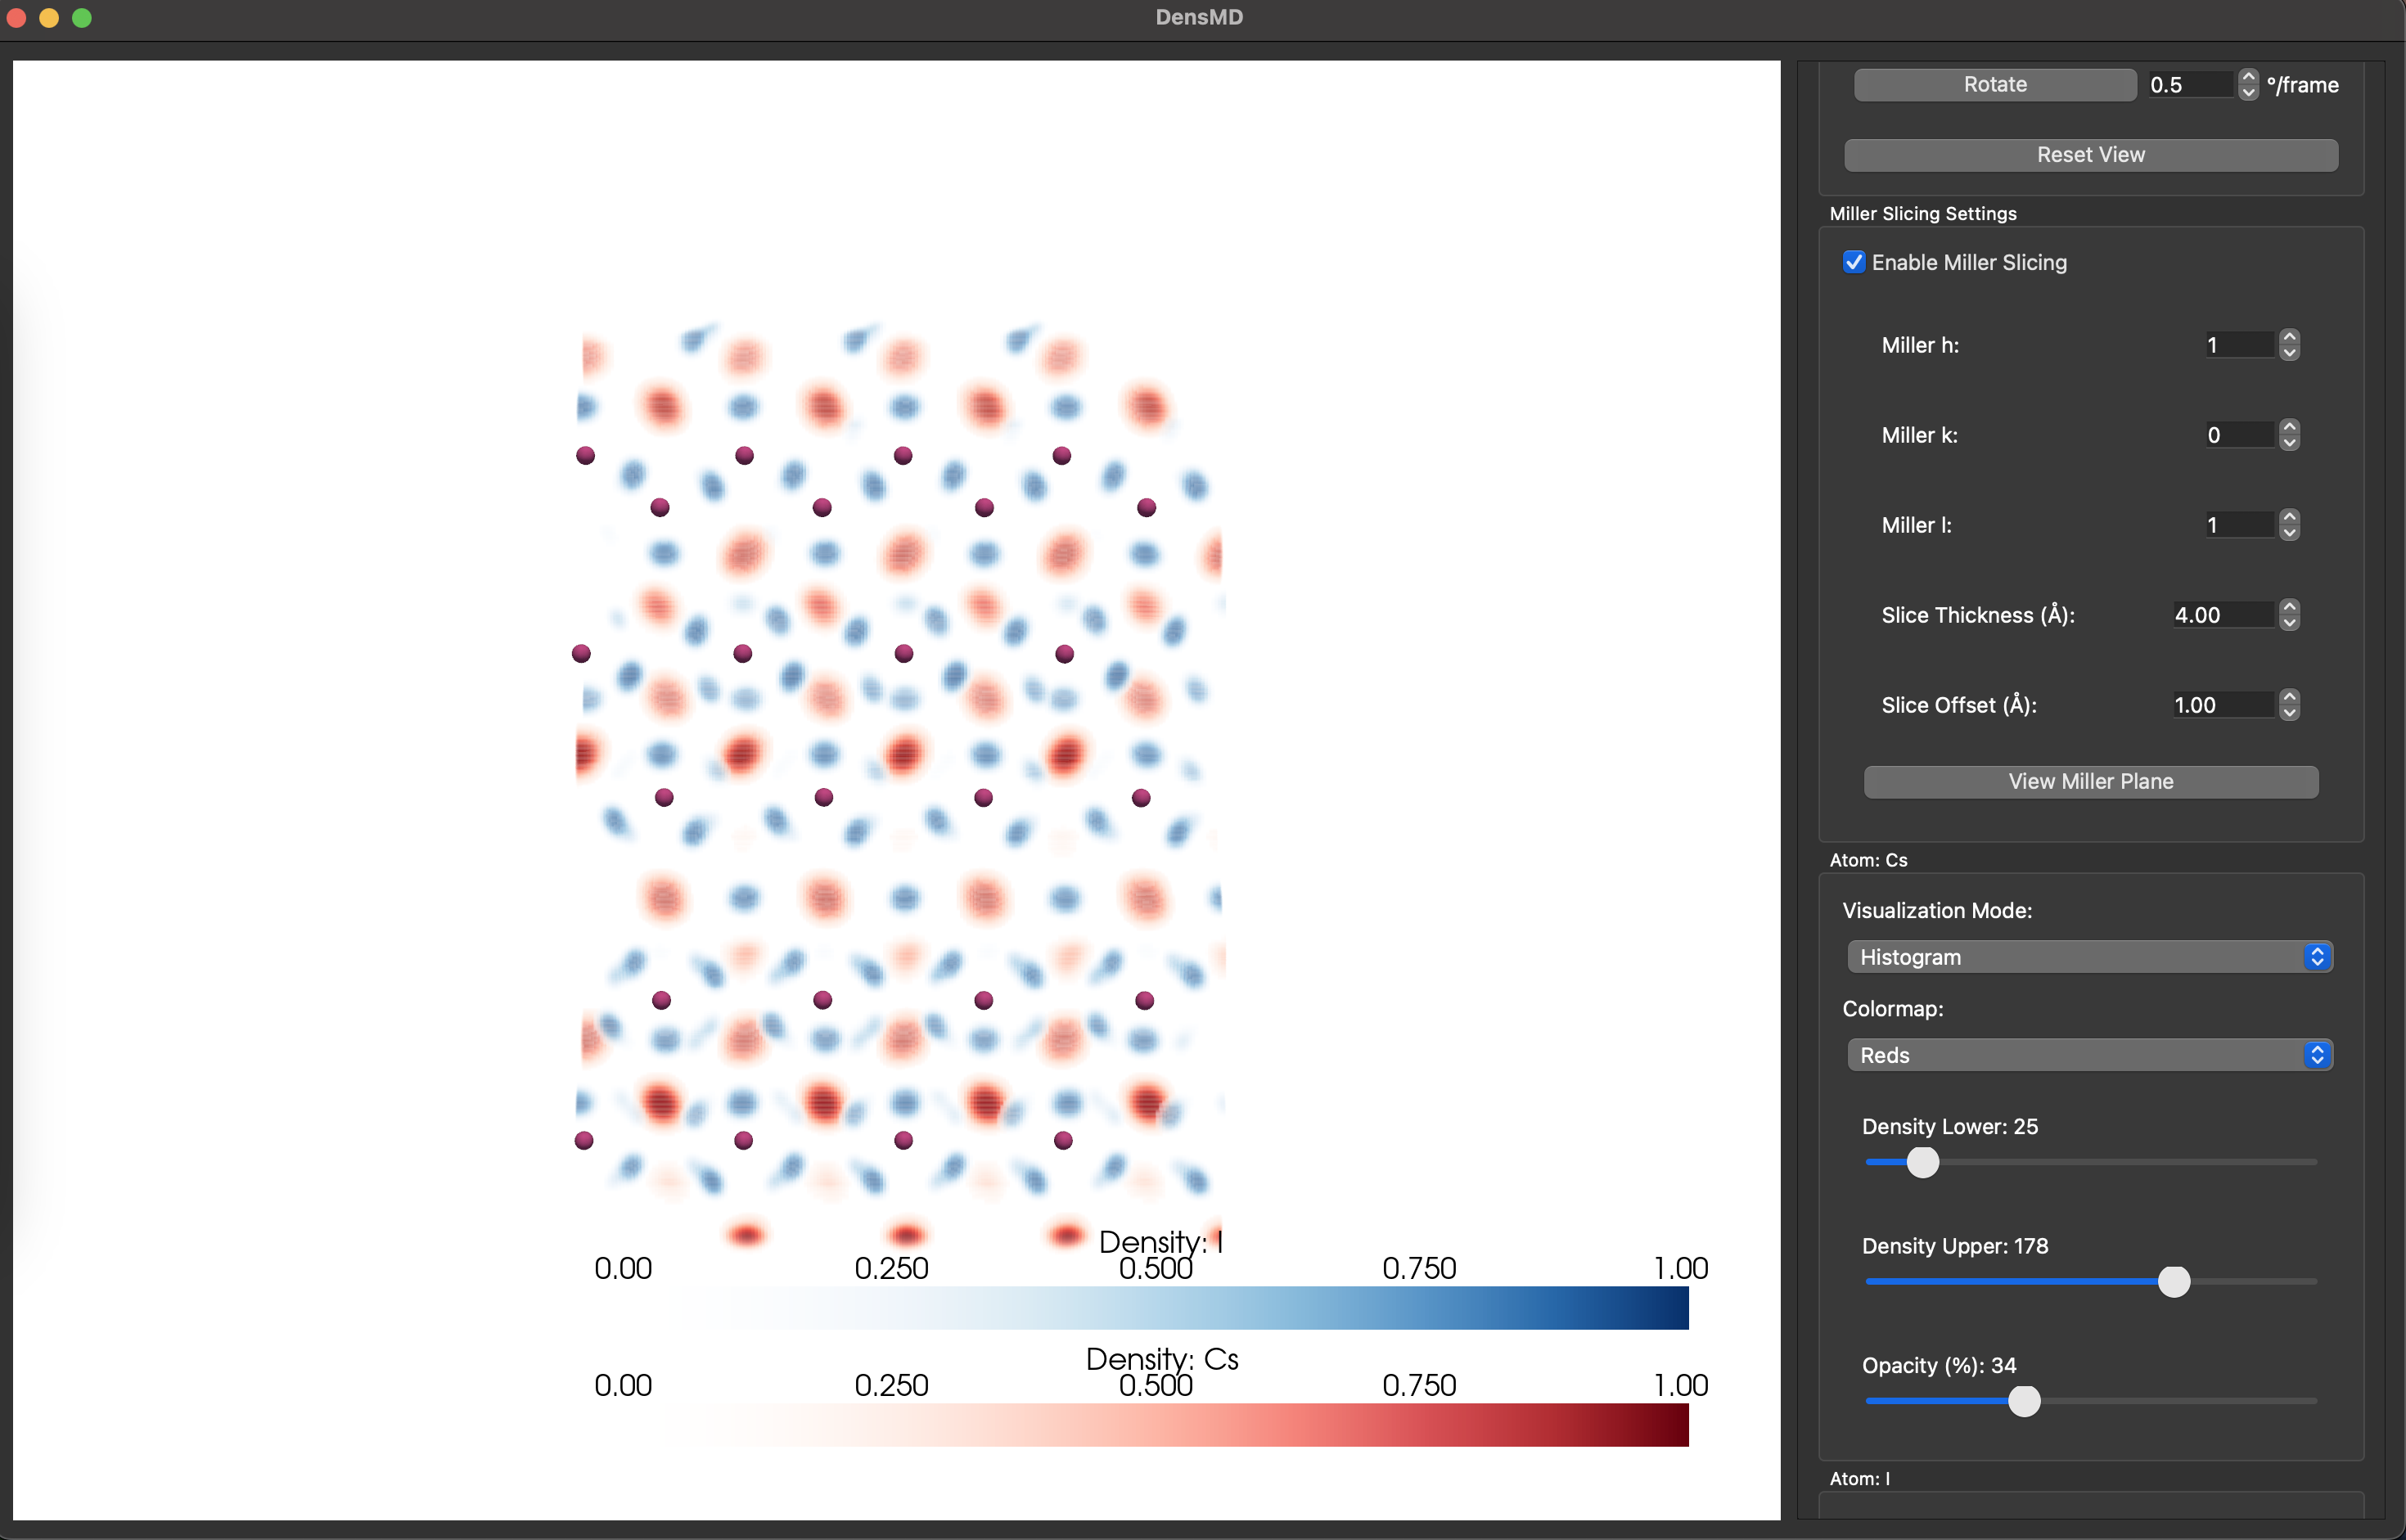 DensMD
Rotate 0.5 °/frame
Reset View
Miller Slicing Settings
Enable Miller Slicing
Miller h: 1
Miller k: 0
Miller l: 1
Slice Thickness (Å): 4.00
Slice Offset (Å): 1.00
View Miller Plane
Atom: Cs
Visualization Mode:
Histogram
Colormap:
Reds
Density Lower: 25
Density Upper: 178
Opacity (%): 34
Atom: I
Density: I
0.00 0.250 0.500 0.750 1.00
Density: Cs
0.00 0.250 0.500 0.750 1.00